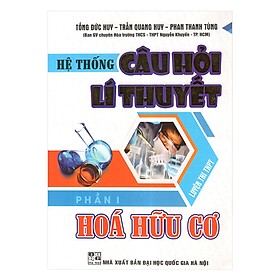 TỐNG ĐỨC HUY - TRẦN QUANG HUY - PHAN THANH TÙNG
(Ban GV chuyên Hóa trường THCS - THPT Nguyễn Khuyến - TP. HCM)
HỆ THỐNG
CÂU HỎI
LÍ THUYẾT
LUYỆN THI THPT
PHẦN I
HOÁ HỮU CƠ
NHÀ XUẤT BẢN ĐẠI HỌC QUỐC GIA HÀ NỘI